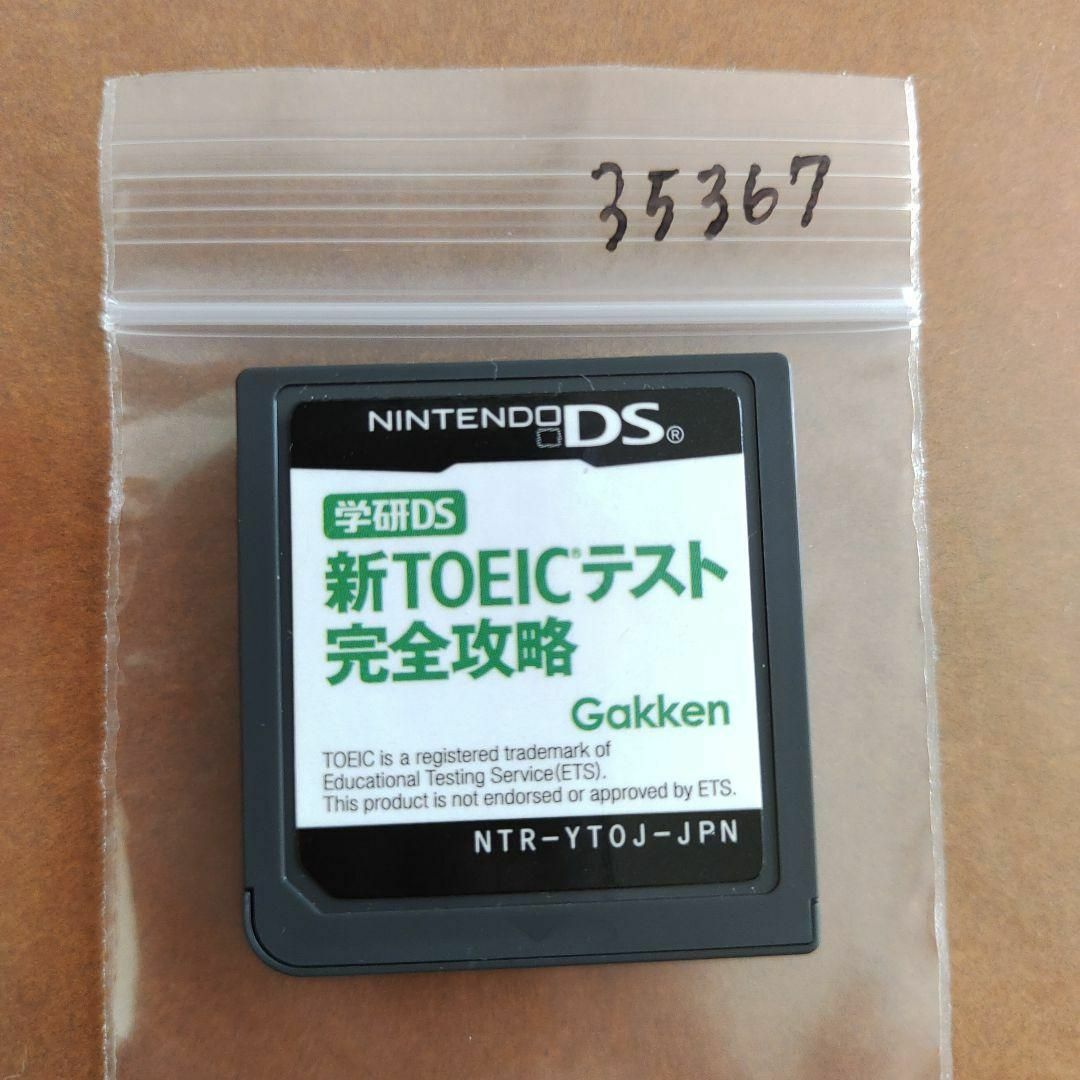 35367
NINTENDO DS®
学研DS
新TOEIC®テスト
完全攻略
Gakken
TOEIC is a registered trademark of
Educational Testing Service(ETS).
This product is not endorsed or approved by ETS.
NTR-YTOJ-JPN